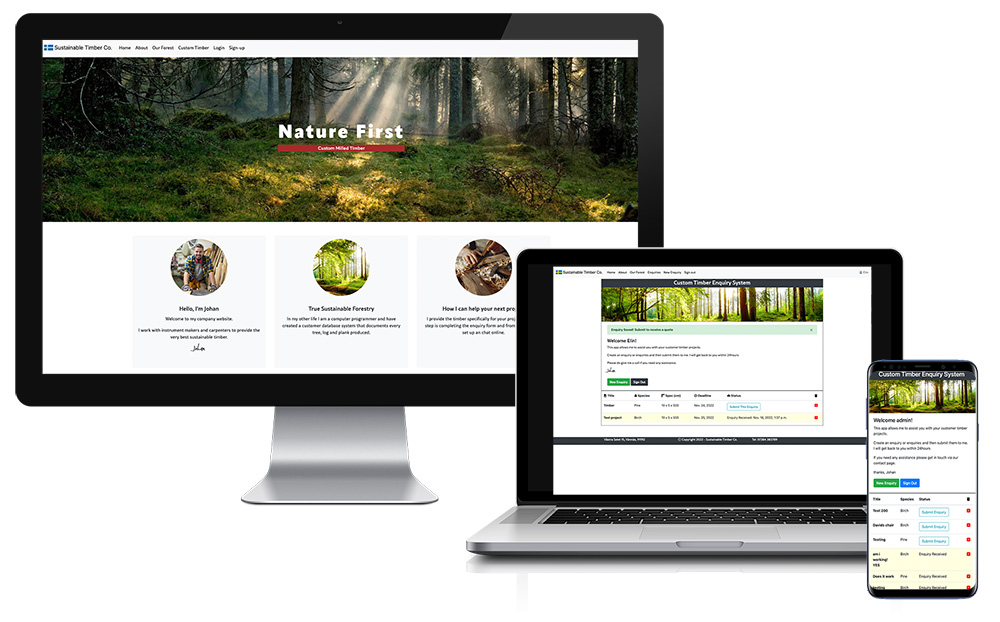 Sustainable Timber Co. Home About Our Forest Custom Timber Login Sign-up
Nature First
Custom Milled Timber
Hello, I'm Johan
Welcome to my company website.
I work with instrument makers and carpenters to provide the
very best sustainable timber.
Johan
True Sustainable Forestry
In my other life I am a computer programmer and have
created a customer database system that documents every
tree, log and plank produced.
How I can help your next proj
I provide the timber specifically for your proj
step is completing the enquiry form and from
set up an chat online.
Sustainable Timber Co. Home About Our Forest Enquiries New Enquiry Sign out
Elin
Custom Timber Enquiry System
Enquiry Saved! Submit to receive a quote
Welcome Elin!
This app allows me to assist you with your customer timber projects.
Create an enquiry or enquiries and then submit them to me. I will get back to you within 24hours
Please do give me a call if you need any assistance.
Johan
New Enquiry Sign Out
Title Species Spec (cm) Deadline Status
Timber Pine 10 x 5 x 500 Nov. 24, 2022 Submit This Enquiry
Test project Birch 10 x 5 x 500 Nov. 25, 2022 Enquiry Received: Nov. 18, 2022, 1:07 p.m.
© Copyright 2022 - Sustainable Timber Co.
Custom Timber Enquiry System
Welcome admin!
This app allows me to assist you with your customer timber
projects.
Create an enquiry or enquiries and then submit them to me.
I will get back to you within 24hours
If you need any assistance please get in touch via our
contact page.
thanks, Johan
New Enquiry Sign Out
Title Species Status
Test 200 Birch Submit Enquiry
Davids chair Birch Submit Enquiry
Testing Pine Submit Enquiry
am i
working!
YES
Birch Enquiry Received
Does it work Pine Enquiry Received
testing Birch Enquiry Received